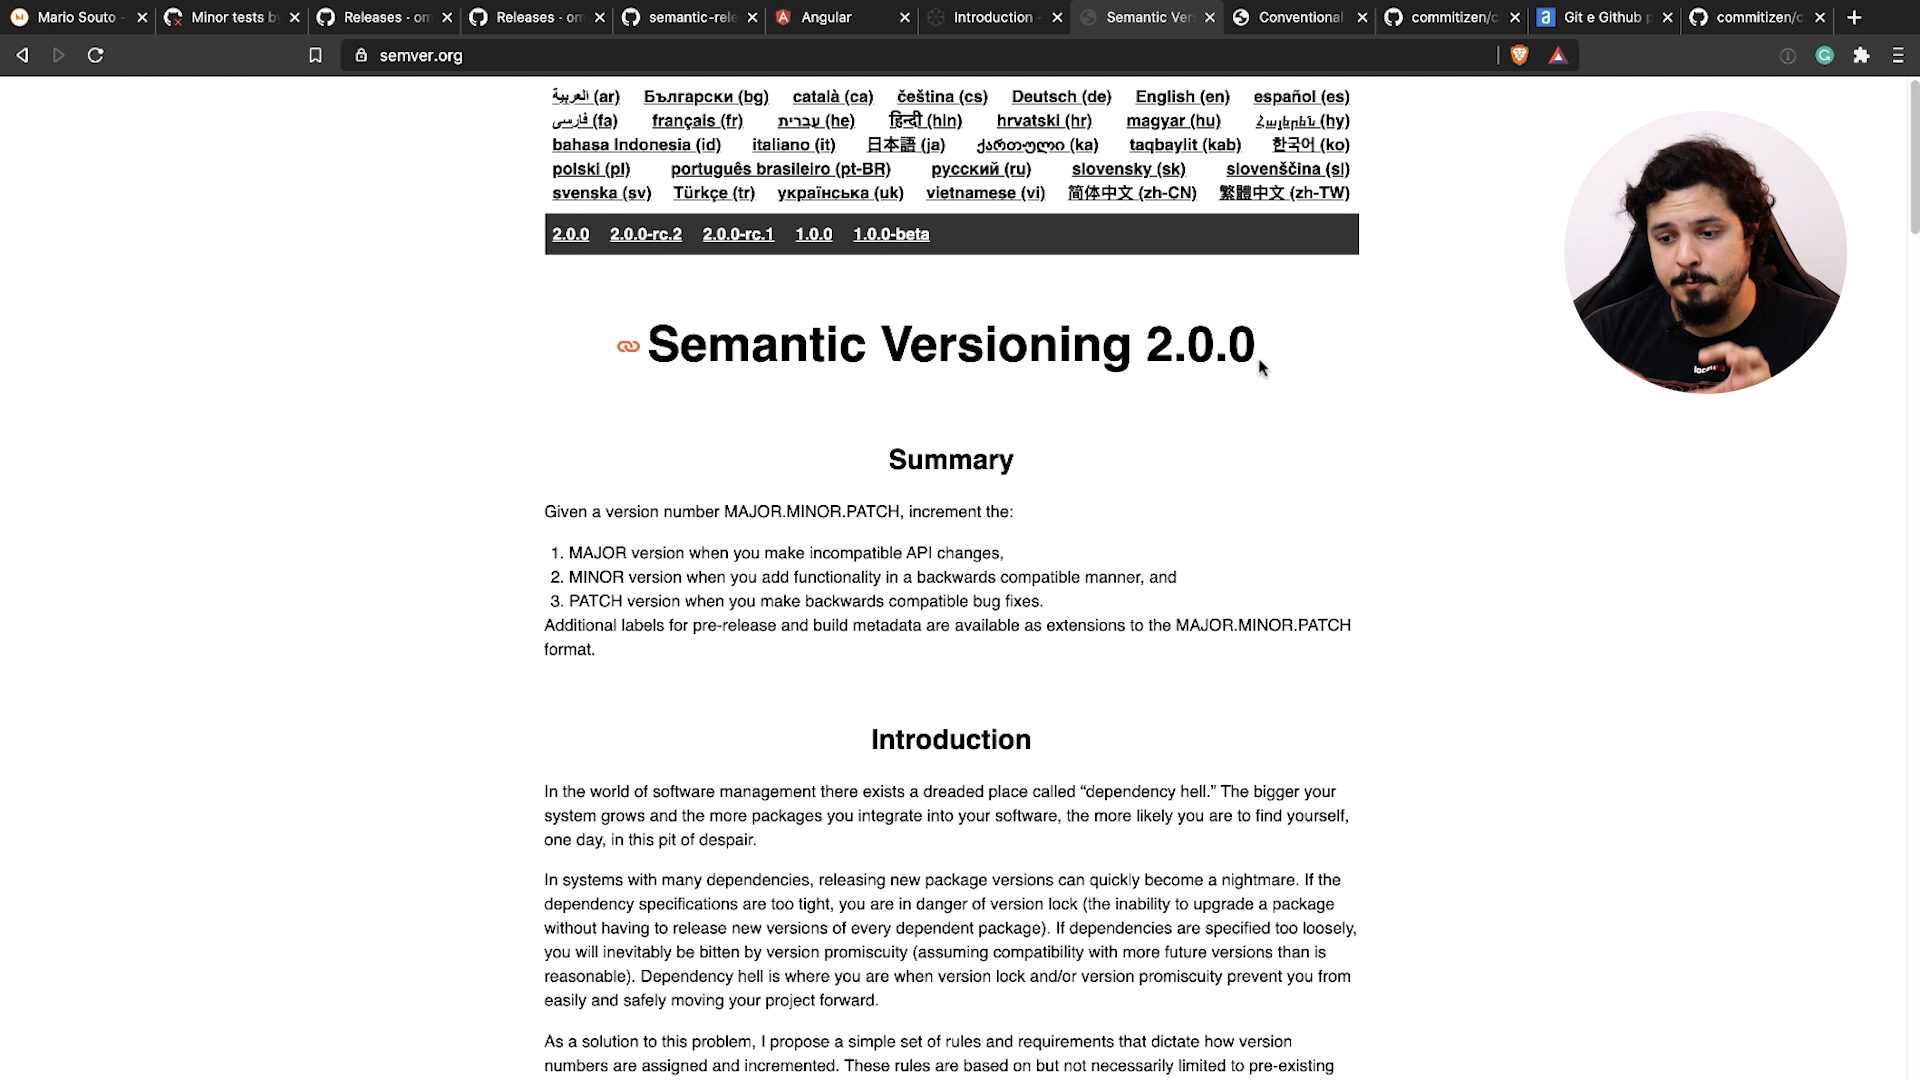 Mario Souto -
Minor tests b
Releases · om
Releases · om
semantic-rele
Angular
Introduction -
Semantic Ver
Conventional
commitizen/c
Git e Github p
commitizen/c
semver.org
العربية (ar) Български (bg) català (ca) čeština (cs) Deutsch (de) English (en) español (es)
فارسی (fa) français (fr) עברית (he) हिन्दी (hin) hrvatski (hr) magyar (hu) Հայերեն (hy)
bahasa Indonesia (id) italiano (it) 日本語 (ja) ქართული (ka) taqbaylit (kab) 한국어 (ko)
polski (pl) português brasileiro (pt-BR) русский (ru) slovensky (sk) slovenščina (sl)
svenska (sv) Türkçe (tr) українська (uk) vietnamese (vi) 简体中文 (zh-CN) 繁體中文 (zh-TW)
2.0.0 2.0.0-rc.2 2.0.0-rc.1 1.0.0 1.0.0-beta
Semantic Versioning 2.0.0
Summary
Given a version number MAJOR.MINOR.PATCH, increment the:
1. MAJOR version when you make incompatible API changes,
2. MINOR version when you add functionality in a backwards compatible manner, and
3. PATCH version when you make backwards compatible bug fixes.
Additional labels for pre-release and build metadata are available as extensions to the MAJOR.MINOR.PATCH
format.
Introduction
In the world of software management there exists a dreaded place called “dependency hell.” The bigger your
system grows and the more packages you integrate into your software, the more likely you are to find yourself,
one day, in this pit of despair.
In systems with many dependencies, releasing new package versions can quickly become a nightmare. If the
dependency specifications are too tight, you are in danger of version lock (the inability to upgrade a package
without having to release new versions of every dependent package). If dependencies are specified too loosely,
you will inevitably be bitten by version promiscuity (assuming compatibility with more future versions than is
reasonable). Dependency hell is where you are when version lock and/or version promiscuity prevent you from
easily and safely moving your project forward.
As a solution to this problem, I propose a simple set of rules and requirements that dictate how version
numbers are assigned and incremented. These rules are based on but not necessarily limited to pre-existing